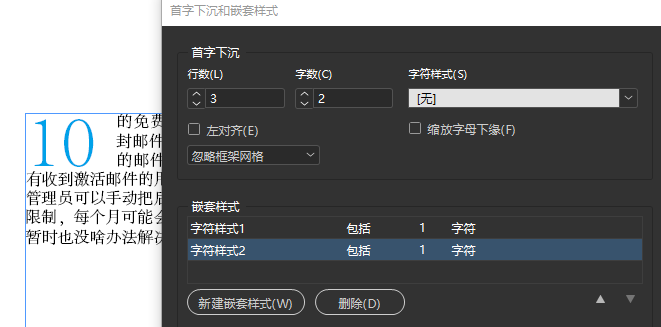 首字下沉和嵌套样式
首字下沉
行数(L) 字数(C) 字符样式(S)
3 2 [无]
左对齐(E) 缩放字母下缘(F)
忽略框架网格
嵌套样式
字符样式1 包括 1 字符
字符样式2 包括 1 字符
新建嵌套样式(W) 删除(D)
10 的免费
封邮件
的邮件
有收到激活邮件的用
管理员可以手动把
限制，每个月可能会
暂时也没啥办法解决